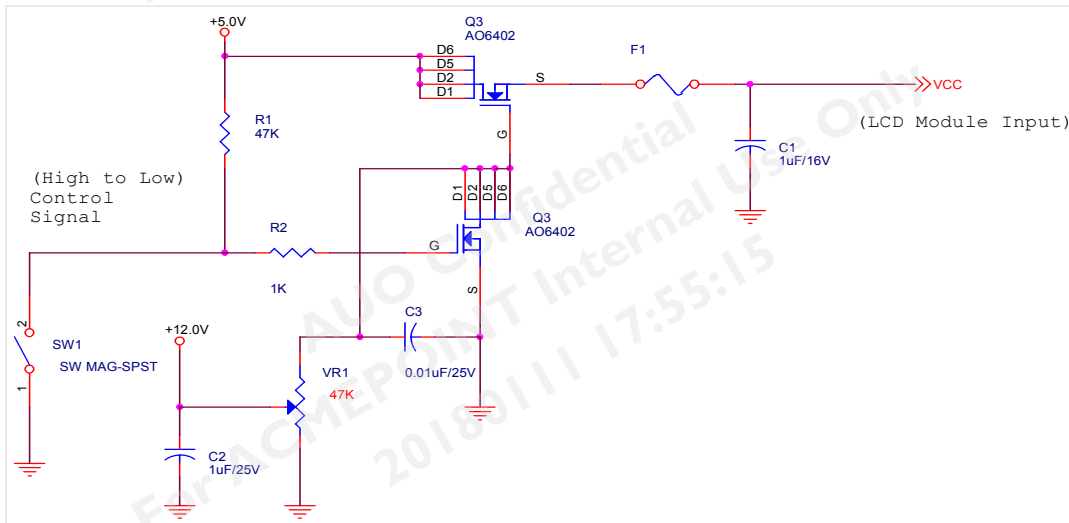 +5.0V
Q3
AO6402
D6
D5
D2
D1
S
G
F1
VCC
(LCD Module Input)
R1
47K
C1
1uF/16V
(High to Low)
Control
Signal
D1
D2
D5
D6
Q3
AO6402
G
S
R2
1K
C3
0.01uF/25V
2
SW1
SW MAG-SPST
1
+12.0V
VR1
47K
C2
1uF/25V
AUO Confidential
For ACMEPOINT Internal Use Only
20180111 17:55:15